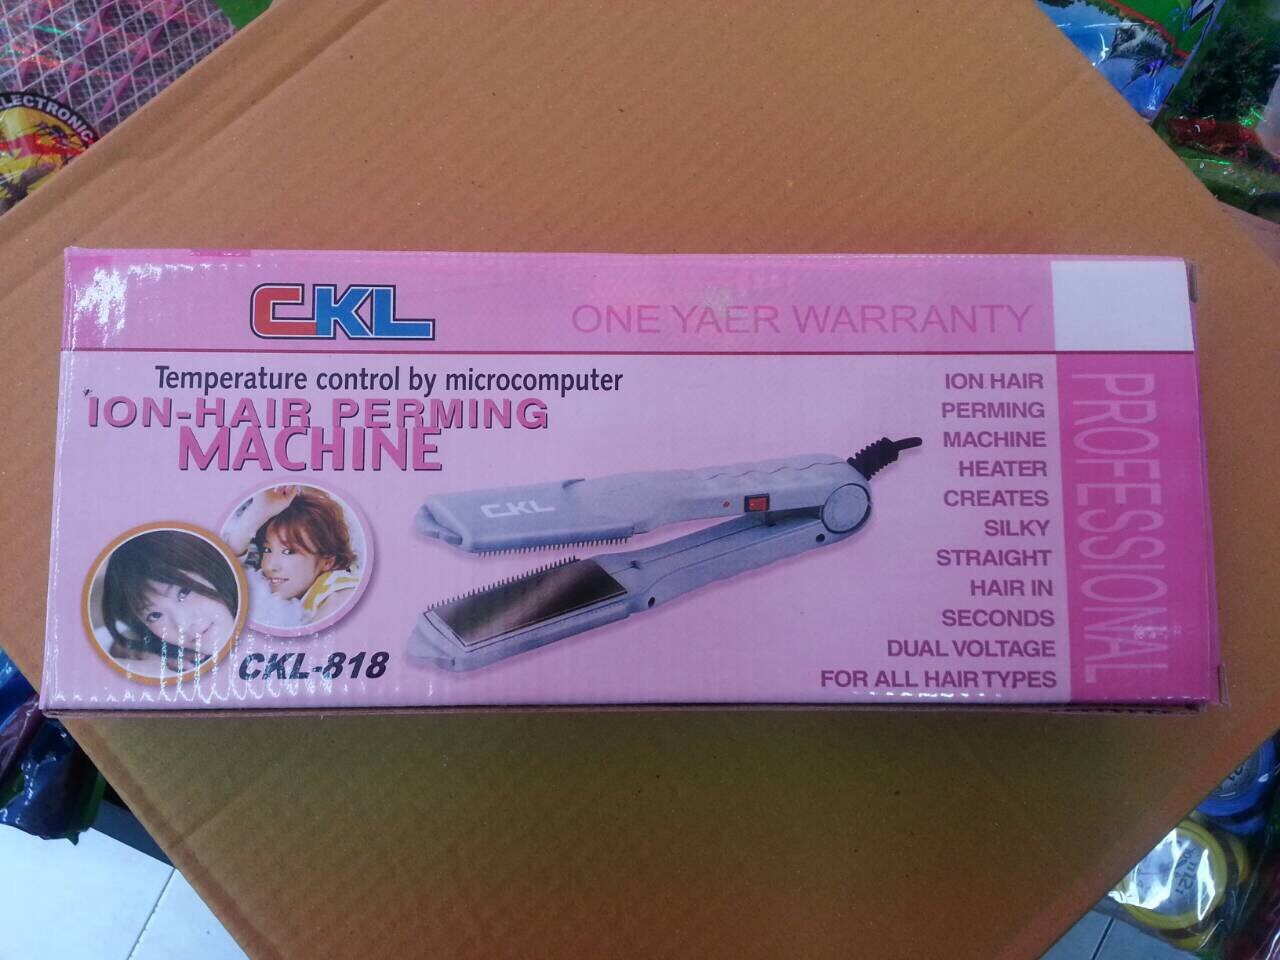 ELECTRONIC
CKL
ONE YAER WARRANTY
Temperature control by microcomputer
ION-HAIR PERMING
MACHINE
CKL
CKL-818
ION HAIR
PERMING
MACHINE
HEATER
CREATES
SILKY
STRAIGHT
HAIR IN
SECONDS
DUAL VOLTAGE
FOR ALL HAIR TYPES
PROFESSIONAL